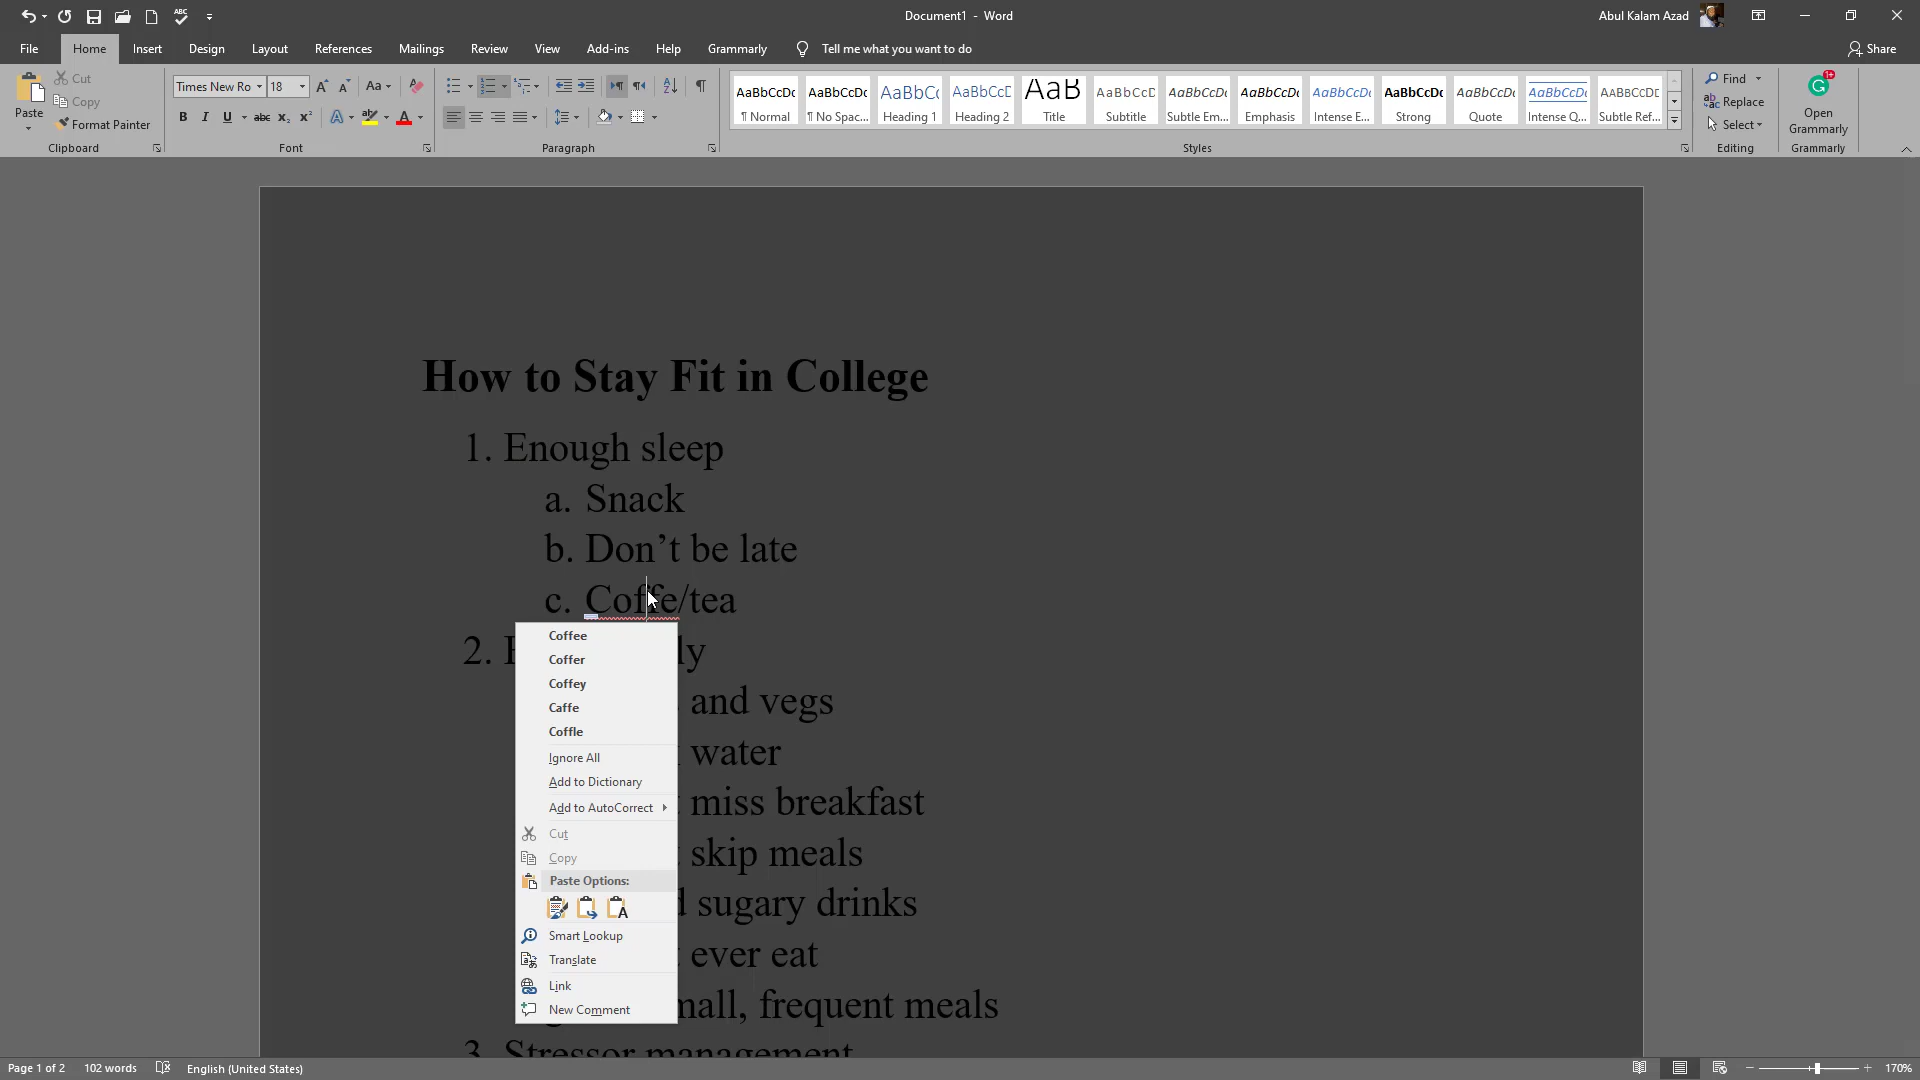 Document1 - Word
Abul Kalam Azad
File Home Insert Design Layout References Mailings Review View Add-ins Help Grammarly Tell me what you want to do Share
Paste
Cut
Copy
Format Painter
Clipboard
Times New Ro 18
Font
Paragraph
AaBbCcDc AaBbCcDc AaBbC( AaBbCcE AaB AaBbCcD AaBbCcDc AaBbCcDc AaBbCcDc AaBbCcDc AaBbCcDc AaBbCcDc AABBCCDE
¶ Normal ¶ No Spac... Heading 1 Heading 2 Title Subtitle Subtle Em... Emphasis Intense E... Strong Quote Intense Q... Subtle Ref...
Styles
Find
Replace
Select
Editing
Open
Grammarly
Grammarly
How to Stay Fit in College
1. Enough sleep
a. Snack
b. Don’t be late
c. Coffe/tea
2. ly
and vegs
water
miss breakfast
skip meals
sugary drinks
ever eat
mall, frequent meals
3. Stressor management
Coffee
Coffer
Coffey
Caffe
Coffle
Ignore All
Add to Dictionary
Add to AutoCorrect
Cut
Copy
Paste Options:
Smart Lookup
Translate
Link
New Comment
Page 1 of 2 102 words English (United States) 170%